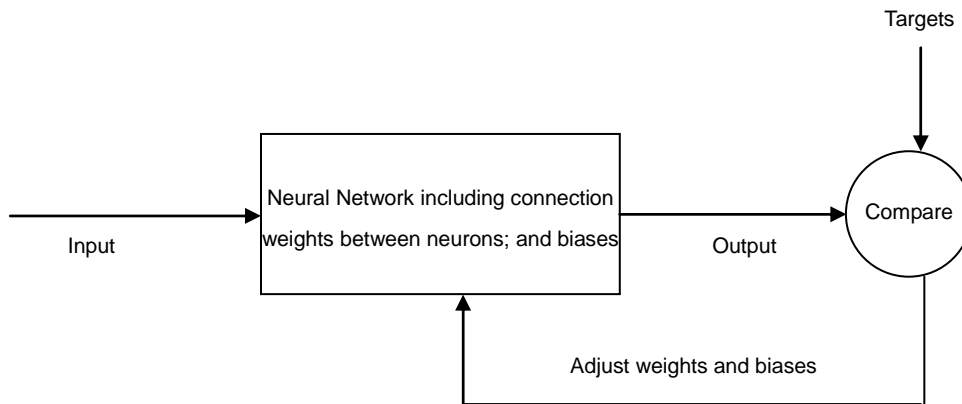 Targets
Neural Network including connection
weights between neurons; and biases
Compare
Input
Output
Adjust weights and biases